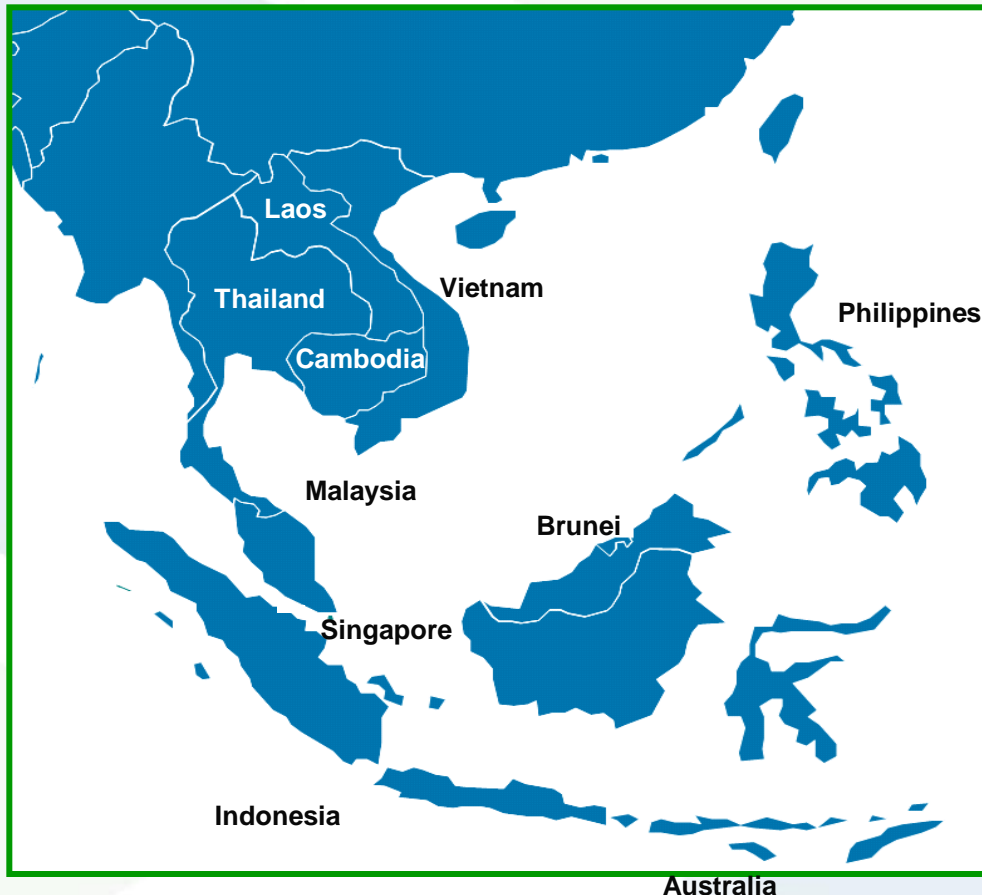 Laos
Vietnam
Thailand
Philippines
Cambodia
Malaysia
Brunei
Singapore
Indonesia
Australia